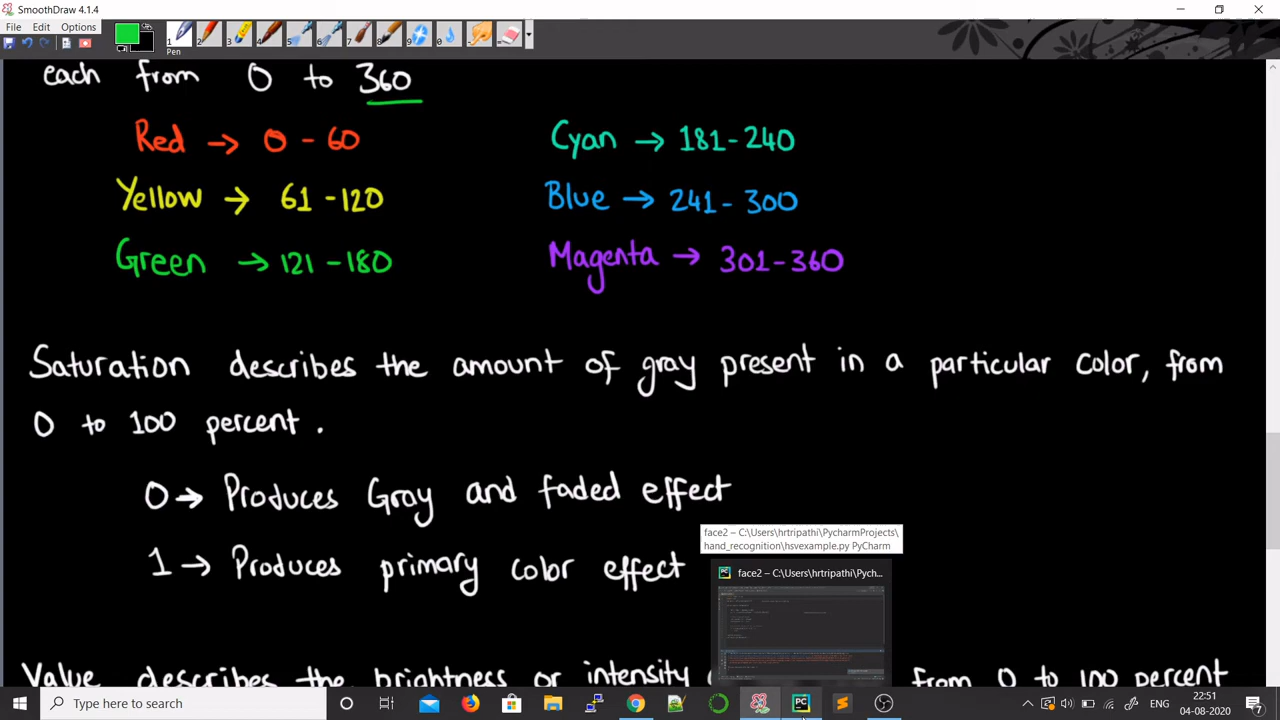 SmoothDraw 4.1.4
File Edit Options
Pen
each from 0 to 360
Red → 0 - 60
Cyan → 181-240
Yellow → 61 -120
Blue → 241- 300
Green → 121 -180
Magenta → 301-360
Saturation describes the amount of gray present in a particular color, from
0 to 100 percent .
0 → Produces Gray and faded effect
1 → Produces primary color effect
face2 – C:\Users\hrtripathi\PycharmProjects\
hand_recognition\hsvexample.py PyCharm
face2 – C:\Users\hrtripathi\Pych...
Value describes the brightness or intensity from 0 to 100 percent
Type here to search
ENG
22:51
04-08-2020
7